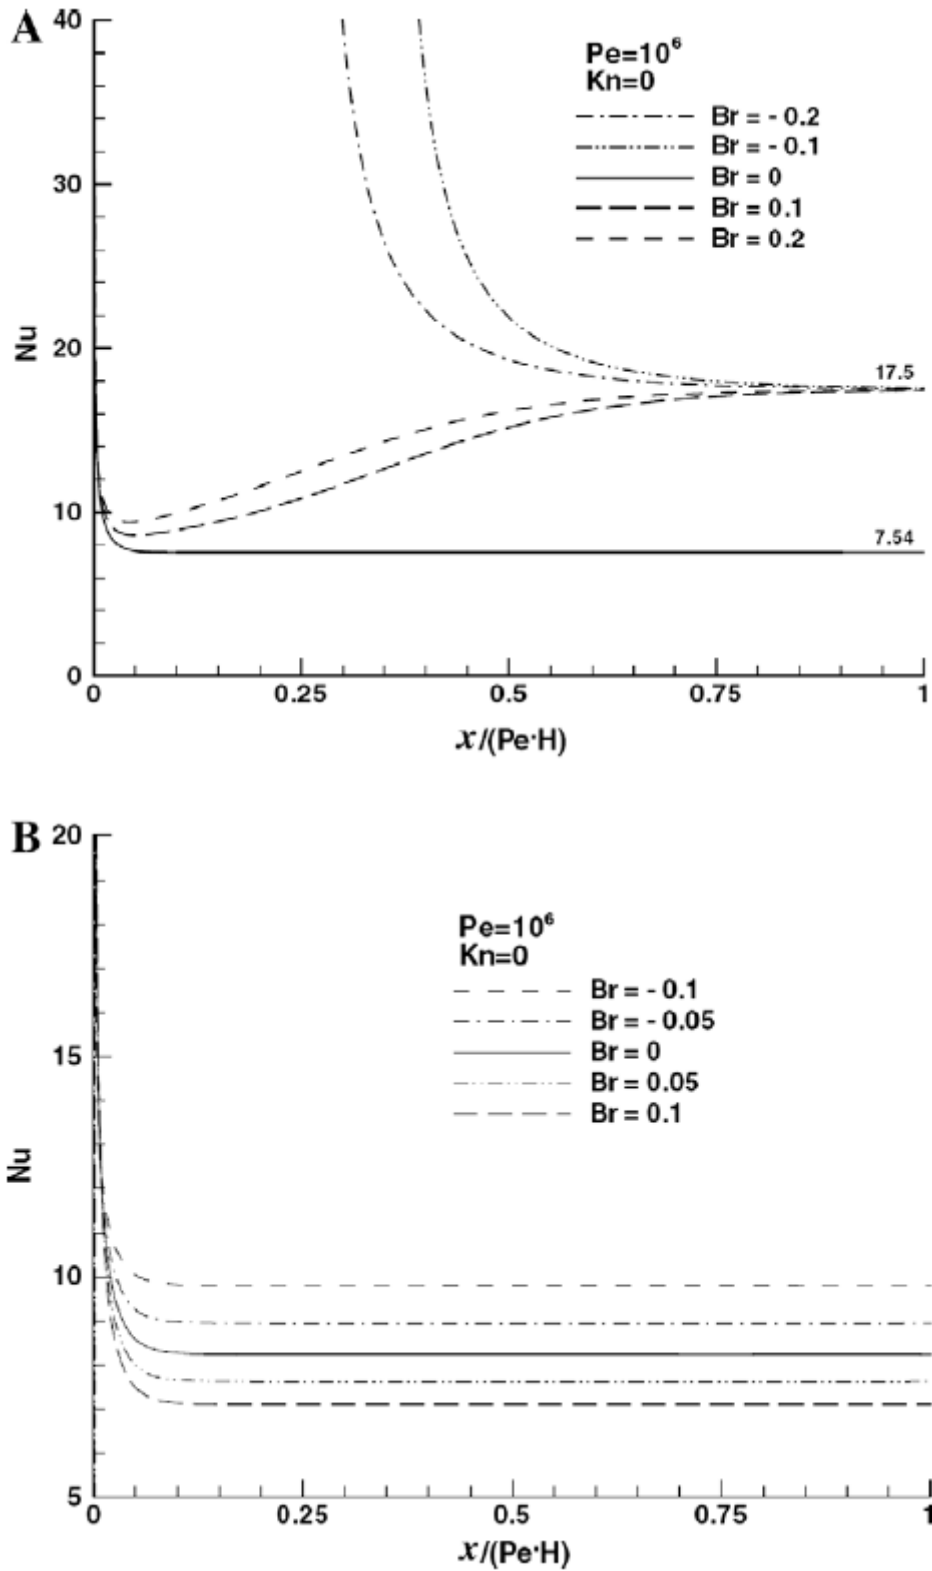 A
40
30
20
10
0
Nu
Pe=10⁶
Kn=0
Br = - 0.2
Br = - 0.1
Br = 0
Br = 0.1
Br = 0.2
17.5
7.54
0 0.25 0.5 0.75 1
x/(Pe·H)
B
20
15
10
5
Nu
Pe=10⁶
Kn=0
Br = - 0.1
Br = - 0.05
Br = 0
Br = 0.05
Br = 0.1
0 0.25 0.5 0.75 1
x/(Pe·H)